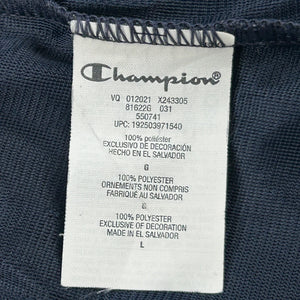 Champion®
VQ 012021 X243305
81622G 031
550741
UPC: 192503971540
100% poliéster
EXCLUSIVO DE DECORACIÓN
HECHO EN EL SALVADOR
G
100% POLYESTER
ORNEMENTS NON COMPRIS
FABRIQUÉ AU SALVADOR
G
100% POLYESTER
EXCLUSIVE OF DECORATION
MADE IN EL SALVADOR
L